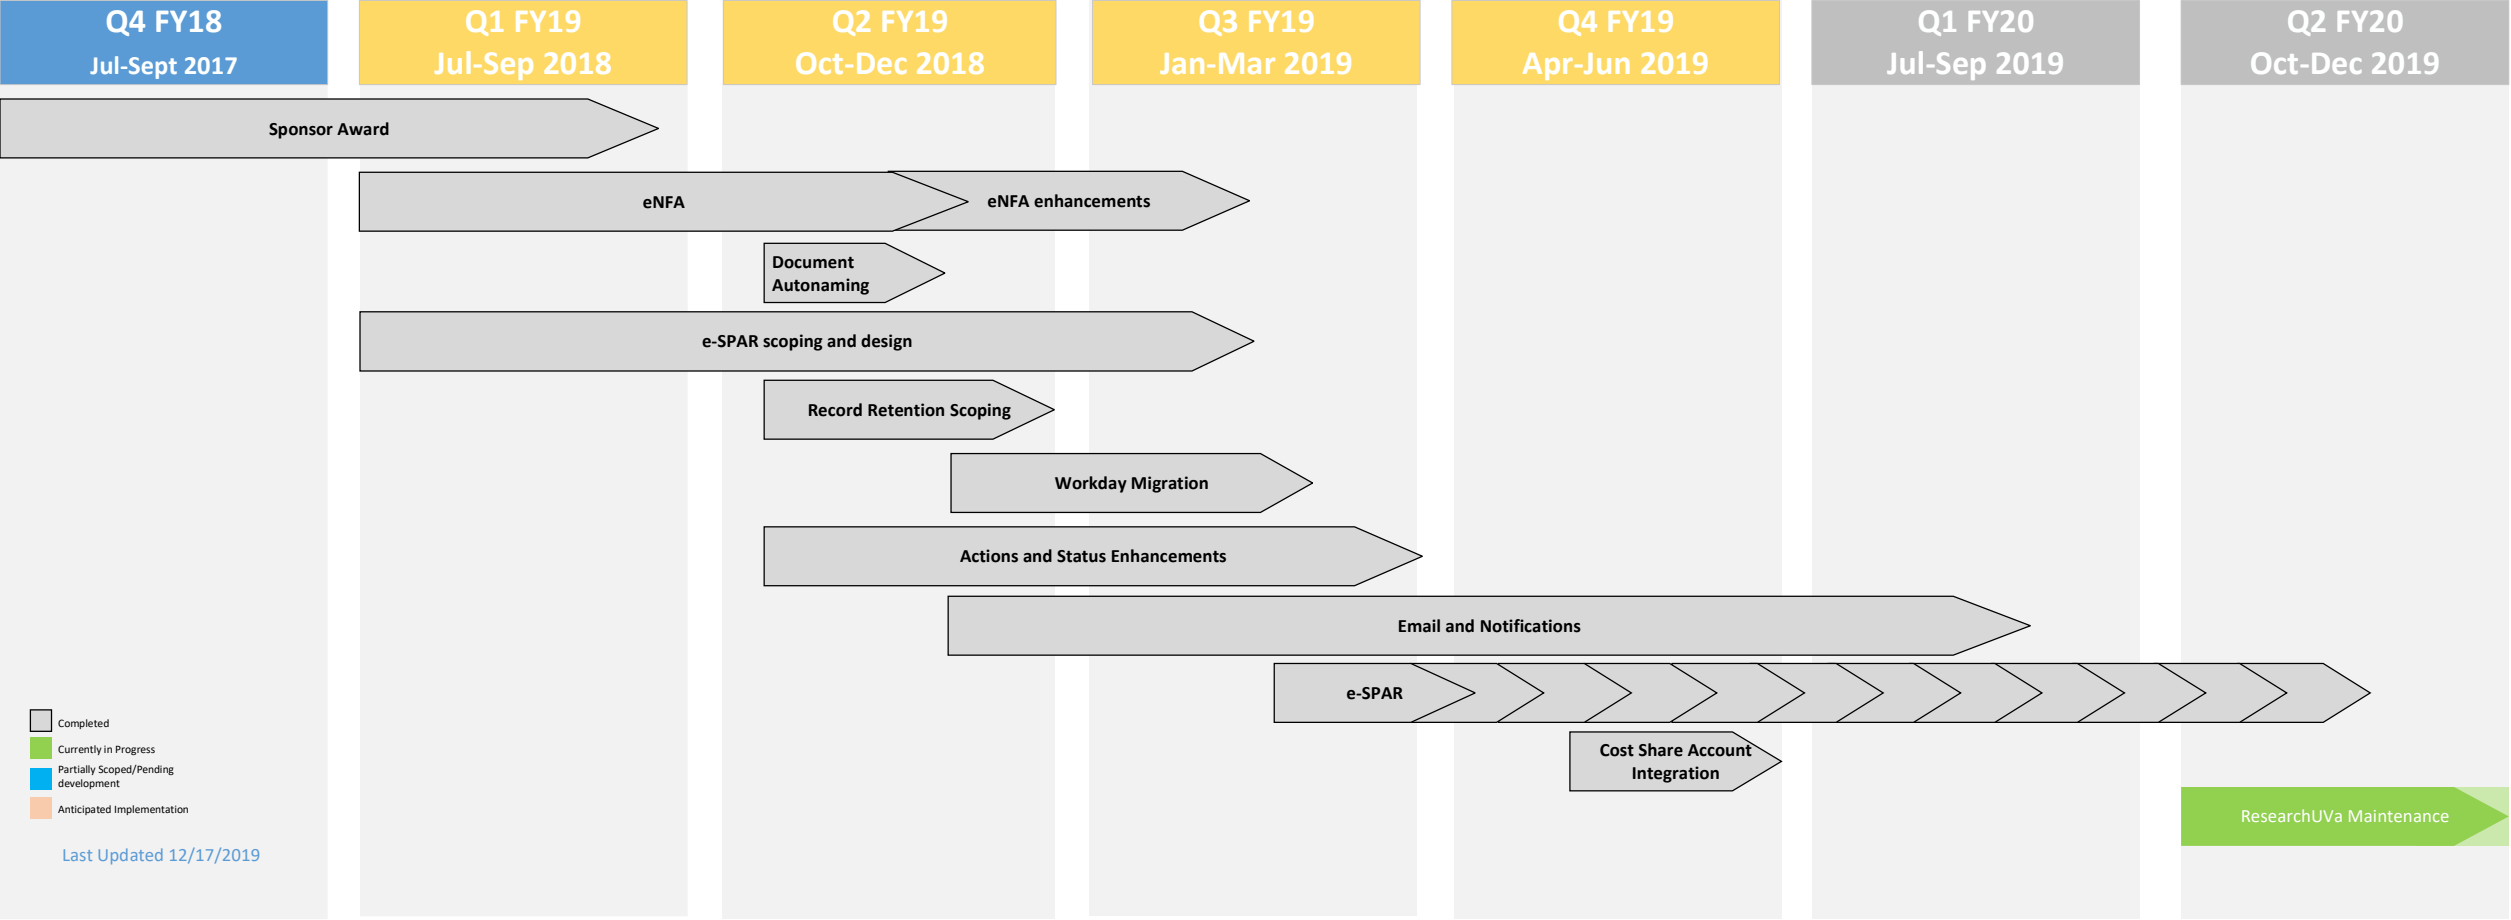 Q4 FY18
Jul-Sept 2017
Q1 FY19
Jul-Sep 2018
Q2 FY19
Oct-Dec 2018
Q3 FY19
Jan-Mar 2019
Q4 FY19
Apr-Jun 2019
Q1 FY20
Jul-Sep 2019
Q2 FY20
Oct-Dec 2019
Sponsor Award
eNFA
eNFA enhancements
Document
Autonaming
e-SPAR scoping and design
Record Retention Scoping
Workday Migration
Actions and Status Enhancements
Email and Notifications
e-SPAR
Cost Share Account
Integration
ResearchUVa Maintenance
Completed
Currently in Progress
Partially Scoped/Pending
development
Anticipated Implementation
Last Updated 12/17/2019